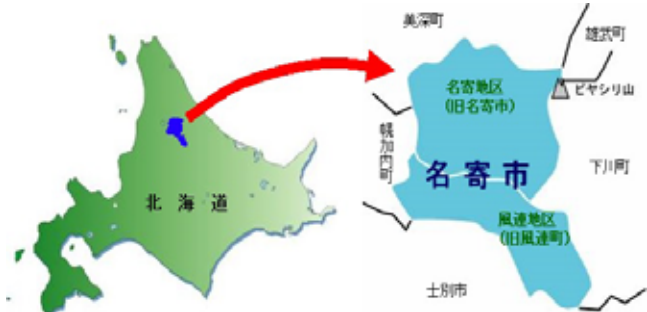 北海道
美深町
雄武町
名寄地区
(旧名寄市)
ピヤシリ山
幌加内町
名寄市
下川町
風連地区
(旧風連町)
士別市